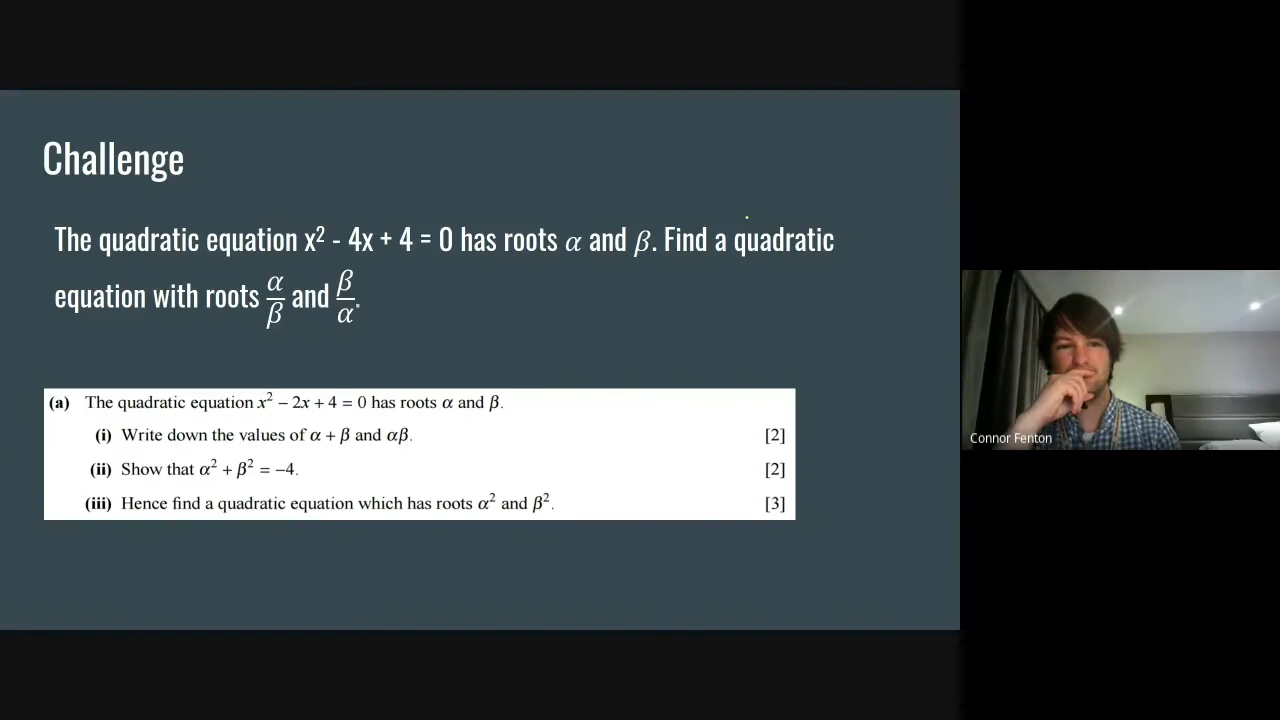 Challenge
The quadratic equation x² - 4x + 4 = 0 has roots α and β. Find a quadratic
equation with roots α/β and β/α.
(a) The quadratic equation x² − 2x + 4 = 0 has roots α and β.
(i) Write down the values of α + β and αβ. [2]
(ii) Show that α² + β² = −4. [2]
(iii) Hence find a quadratic equation which has roots α² and β². [3]
Connor Fenton